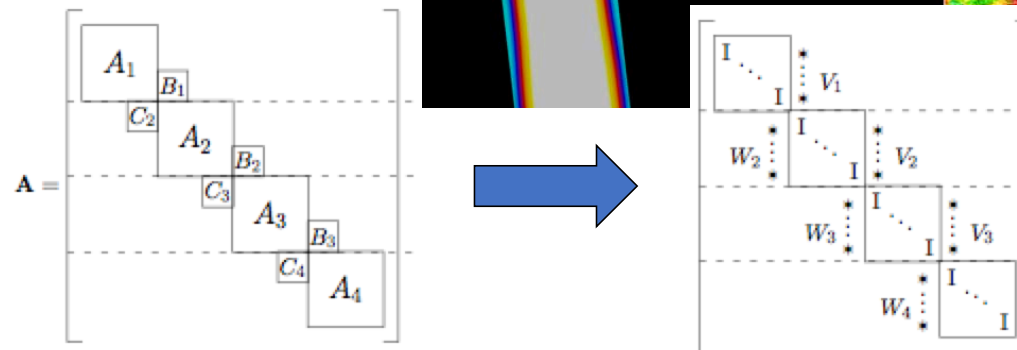 A₁
B₁
C₂
A₂
B₂
A =
C₃
A₃
B₃
C₄
A₄
I ⋱ I
* ⋮ * V₁
W₂ * ⋮ *
I ⋱ I
* ⋮ * V₂
W₃ * ⋮ *
I ⋱ I
* ⋮ * V₃
W₄ * ⋮ *
I ⋱ I